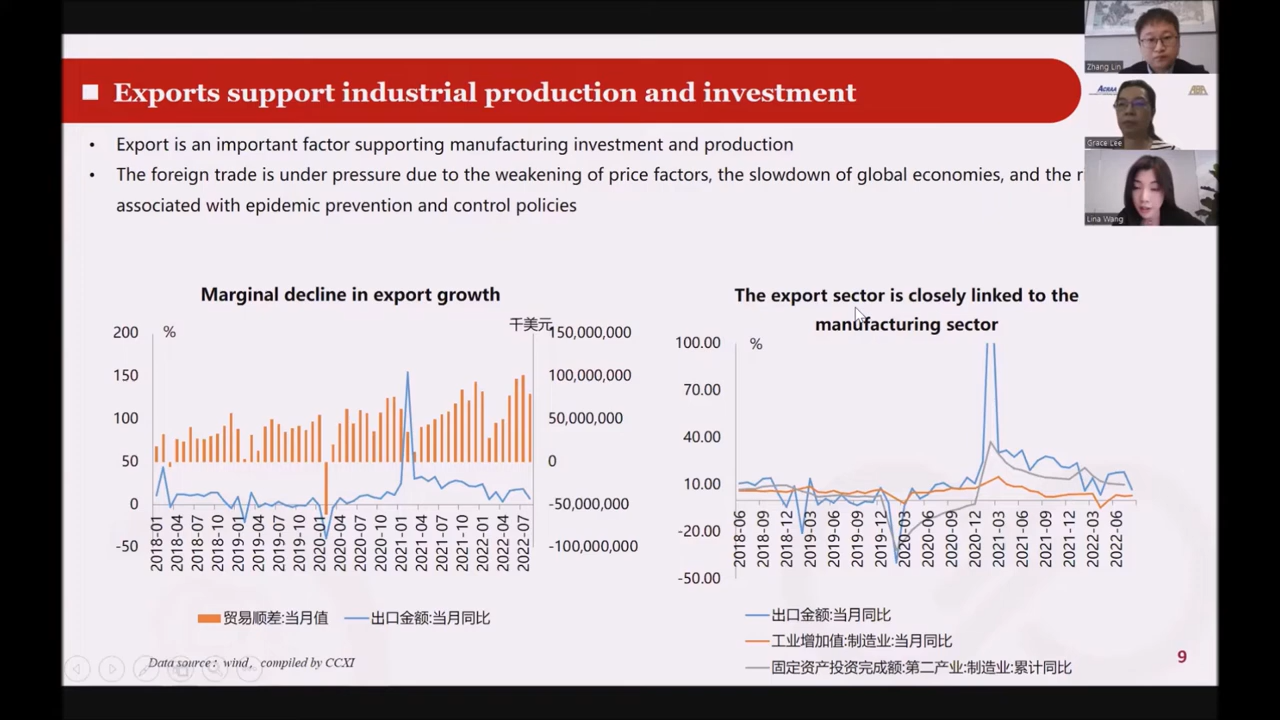 Exports support industrial production and investment
• Export is an important factor supporting manufacturing investment and production
• The foreign trade is under pressure due to the weakening of price factors, the slowdown of global economies, and the
associated with epidemic prevention and control policies
Zhang Lin
ACRAA
Grace Lee
Lina Wang
Marginal decline in export growth
%
千美元
200
150
100
50
0
-50
150,000,000
100,000,000
50,000,000
0
-50,000,000
-100,000,000
2018-01 2018-04 2018-07 2018-10 2019-01 2019-04 2019-07 2019-10 2020-01 2020-04 2020-07 2020-10 2021-01 2021-04 2021-07 2021-10 2022-01 2022-04 2022-07
贸易顺差:当月值 出口金额:当月同比
The export sector is closely linked to the
manufacturing sector
%
100.00
70.00
40.00
10.00
-20.00
-50.00
2018-06 2018-09 2018-12 2019-03 2019-06 2019-09 2019-12 2020-03 2020-06 2020-09 2020-12 2021-03 2021-06 2021-09 2021-12 2022-03 2022-06
出口金额:当月同比
工业增加值:制造业:当月同比
固定资产投资完成额:第二产业:制造业:累计同比
Data source：wind，compiled by CCXI
9